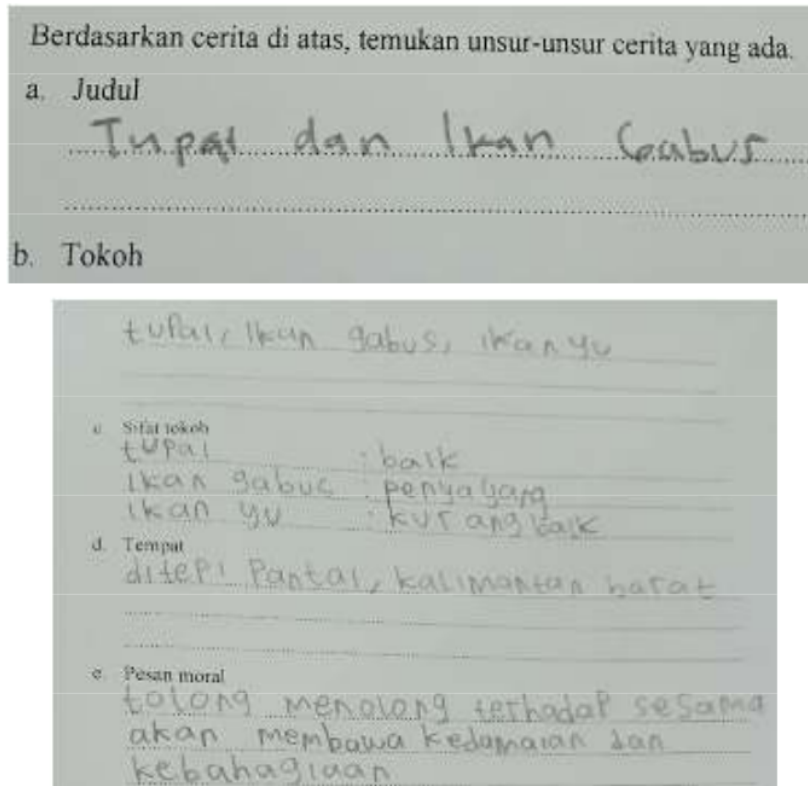 Berdasarkan cerita di atas, temukan unsur-unsur cerita yang ada.
a. Judul
Tupai dan Ikan Gabus
b. Tokoh
tupai, Ikan gabus, ikan yu
c. Sifat tokoh
tupai : baik
Ikan gabus : penyayang
ikan yu : kurang baik
d. Tempat
ditepi Pantai, kalimantan barat
e. Pesan moral
tolong menolong terhadap sesama
akan membawa kedamaian dan
kebahagiaan